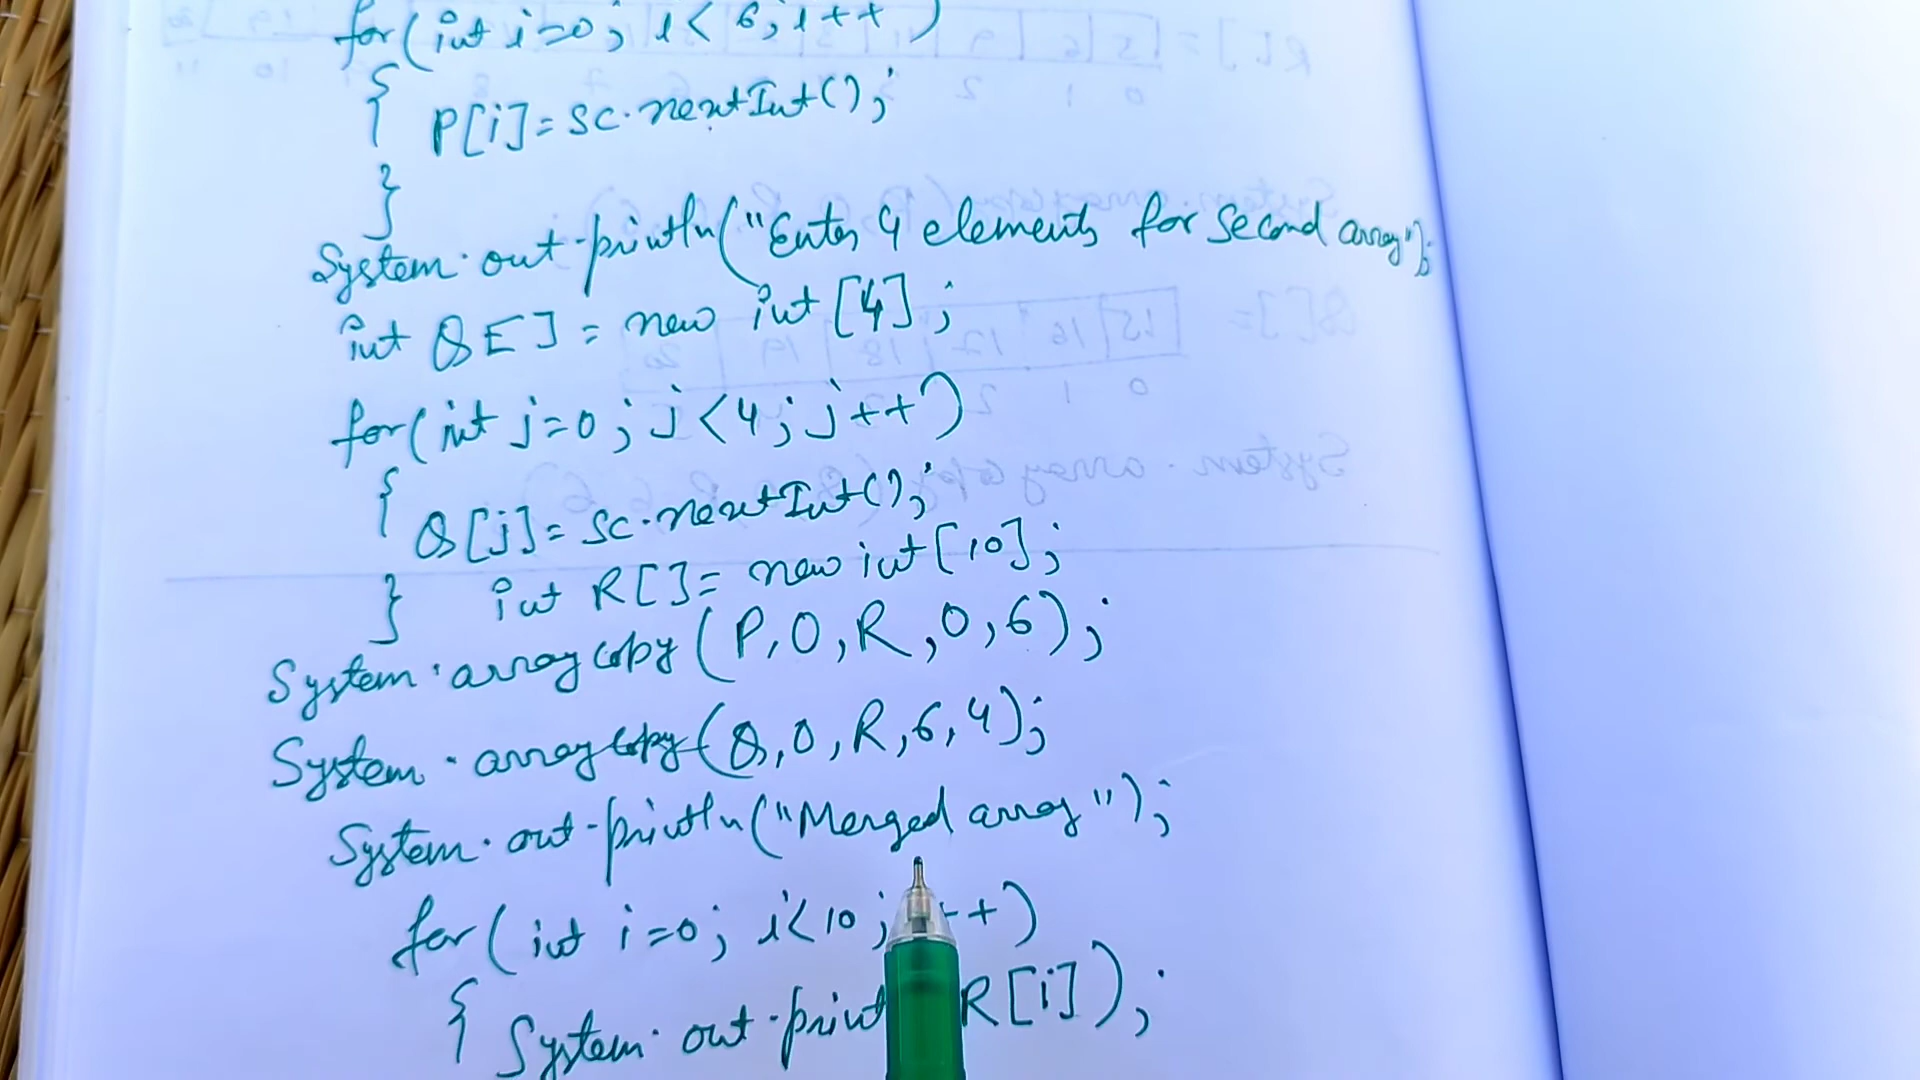 for(int i=0; i<6; i++)
{
P[i]=sc.nextInt();
}
System.out.println("Enter 4 elements for second array");
int Q[]=new int[4];
for(int j=0; j<4; j++)
{
Q[j]=sc.nextInt();
} int R[]=new int[10];
System.arraycopy(P,0,R,0,6);
System.arraycopy(Q,0,R,6,4);
System.out.println("Merged array");
for(int i=0; i<10; ++)
{ System.out.print R[i]);